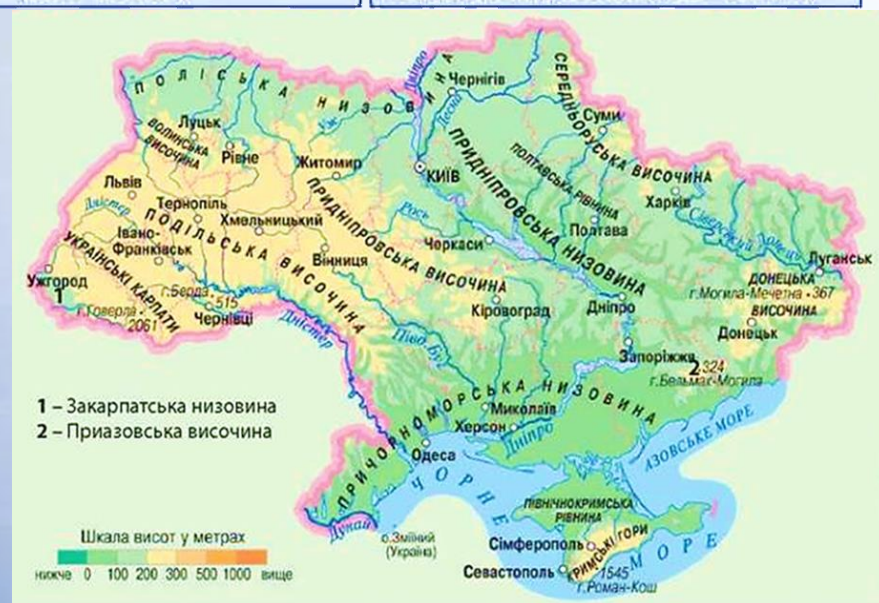 ПОЛІСЬКА НИЗОВИНА
Дніпро
Чернігів
Десна
СЕРЕДНЬОРУСЬКА ВИСОЧИНА
Суми
Луцьк
ВОЛИНСЬКА
ВИСОЧИНА
Рівне
Уж
Житомир
КИЇВ
ПРИДНІПРОВСЬКА НИЗОВИНА
ПОЛТАВСЬКА РІВНИНА
Харків
Сіверський Донець
Львів
Дністер
Тернопіль
ПОДІЛЬСЬКА ВИСОЧИНА
Хмельницький
ПРИДНІПРОВСЬКА ВИСОЧИНА
Рось
Черкаси
Полтава
Луганськ
Івано-
Франківськ
УКРАЇНСЬКІ КАРПАТИ
Вінниця
Ужгород
1
г.Говерла
2061
г.Берда
515
Чернівці
Дністер
Півд.Буг
Кіровоград
Дніпро
ДОНЕЦЬКА
г.Могила-Мечетна 367
ВИСОЧИНА
Донецьк
Запоріжжя
2 324
г.Бельмак-Могила
1 – Закарпатська низовина
2 – Приазовська височина
ПРИЧОРНОМОРСЬКА НИЗОВИНА
Миколаїв
Херсон
Дніпро
Одеса
АЗОВСЬКЕ МОРЕ
ЧОРНЕ МОРЕ
Дунай
о.Зміїний
(Україна)
ПІВНІЧНОКРИМСЬКА
РІВНИНА
Сімферополь
КРИМСЬКІ ГОРИ
Севастополь
1545
г.Роман-Кош
Шкала висот у метрах
нижче 0 100 200 300 500 1000 вище